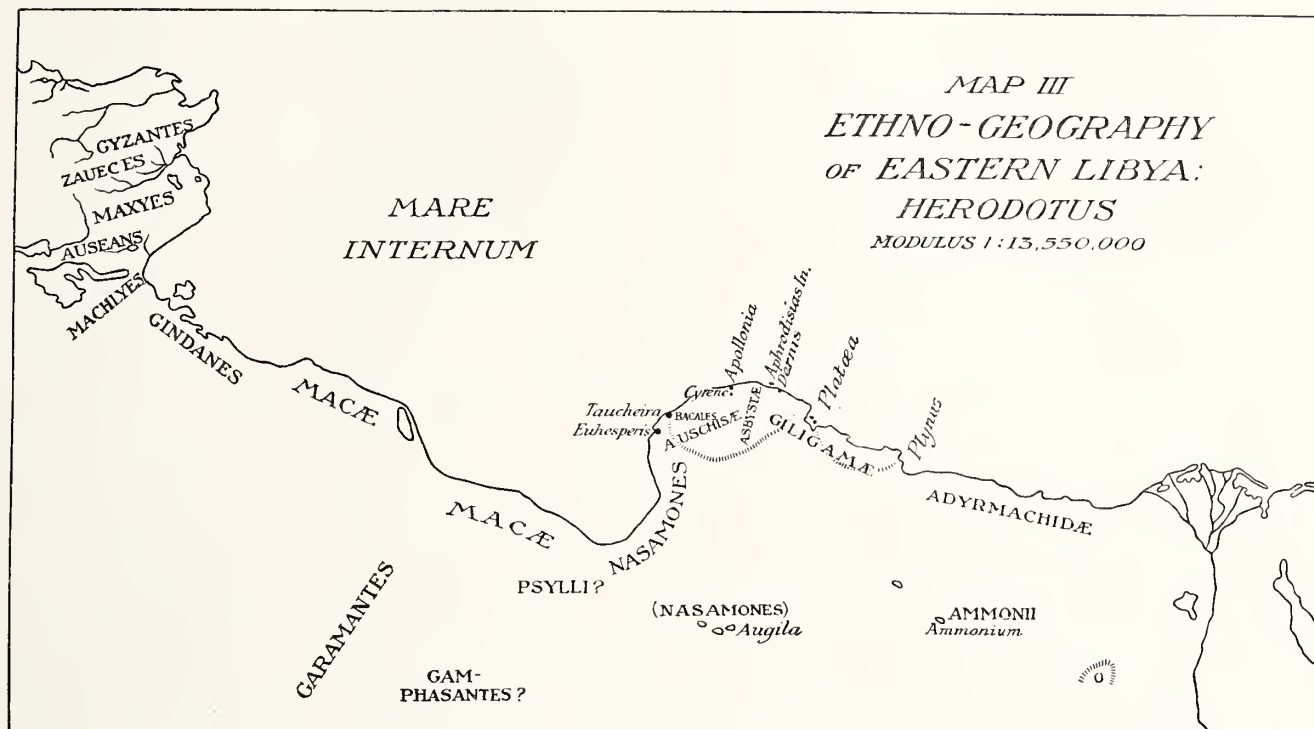 MAP III
ETHNO-GEOGRAPHY
OF EASTERN LIBYA:
HERODOTUS
MODULUS 1:13,550,000
GYZANTES
ZAUECES
MAXYES
AUSEANS
MACHLYES
GINDANES
MARE
INTERNUM
MACÆ
MACÆ
Taucheira
Euhesperis
Cyrene
Apollonia
Aphrodisias In.
Dernis
Platæa
Plynus
BACALES
AUSCHISÆ
ASBYSTÆ
GILIGAMÆ
NASAMONES
ADYRMACHIDÆ
PSYLLI?
(NASAMONES)
Augila
AMMONII
Ammonium
GARAMANTES
GAM-
PHASANTES?